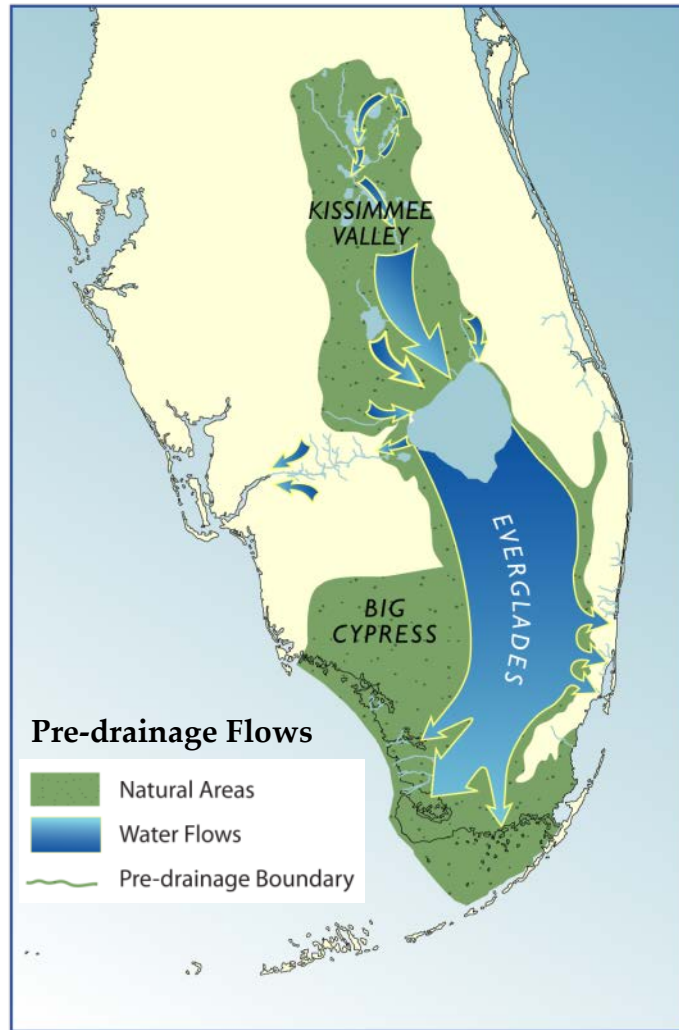 KISSIMMEE
VALLEY
EVERGLADES
BIG
CYPRESS
Pre-drainage Flows
Natural Areas
Water Flows
Pre-drainage Boundary